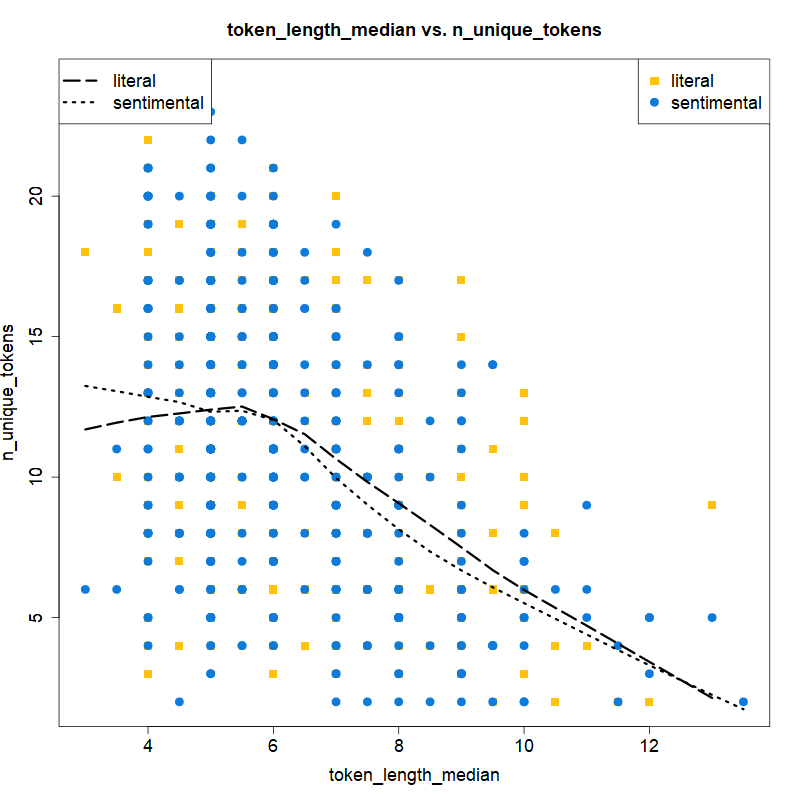 token_length_median vs. n_unique_tokens
literal
sentimental
literal
sentimental
20
15
10
5
n_unique_tokens
4 6 8 10 12
token_length_median